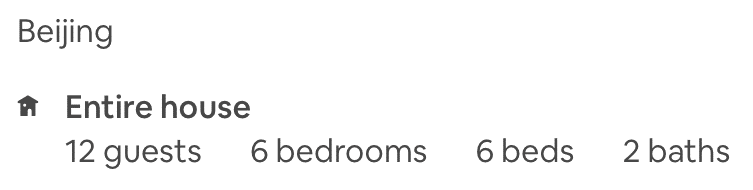 Beijing
Entire house
12 guests 6 bedrooms 6 beds 2 baths